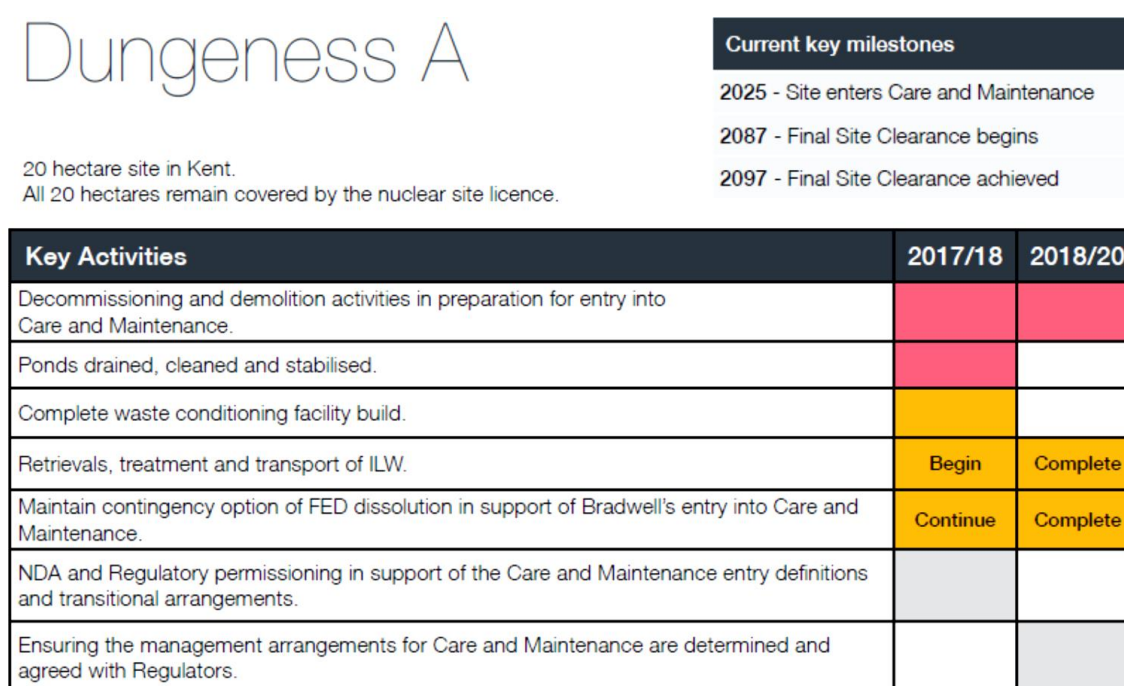 Dungeness A
20 hectare site in Kent.
All 20 hectares remain covered by the nuclear site licence.
Current key milestones
2025 - Site enters Care and Maintenance
2087 - Final Site Clearance begins
2097 - Final Site Clearance achieved
Key Activities 2017/18 2018/20
Decommissioning and demolition activities in preparation for entry into
Care and Maintenance.
Ponds drained, cleaned and stabilised.
Complete waste conditioning facility build.
Retrievals, treatment and transport of ILW. Begin Complete
Maintain contingency option of FED dissolution in support of Bradwell's entry into Care and
Maintenance.
Continue Complete
NDA and Regulatory permissioning in support of the Care and Maintenance entry definitions
and transitional arrangements.
Ensuring the management arrangements for Care and Maintenance are determined and
agreed with Regulators.